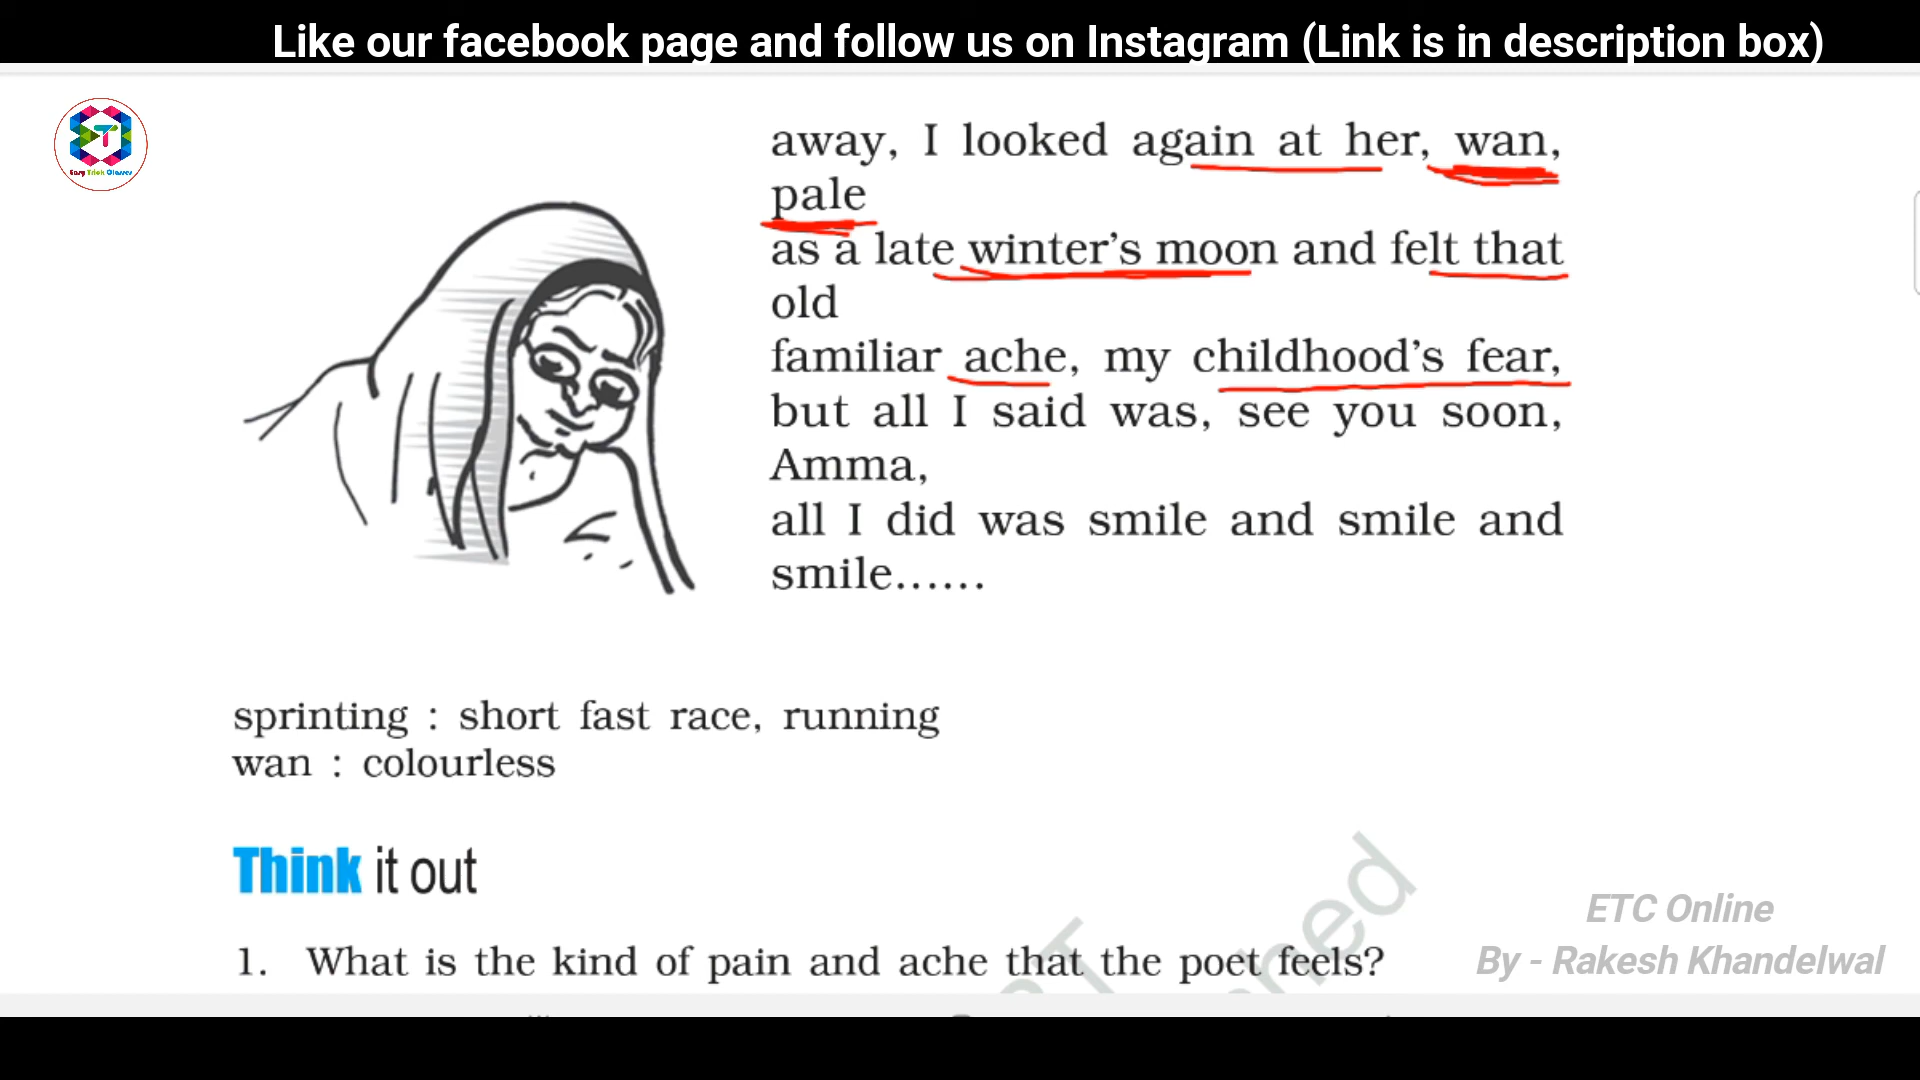 Like our facebook page and follow us on Instagram (Link is in description box)
T
Easy Trick Classes
away, I looked again at her, wan,
pale
as a late winter's moon and felt that
old
familiar ache, my childhood's fear,
but all I said was, see you soon,
Amma,
all I did was smile and smile and
smile......
sprinting : short fast race, running
wan : colourless
Think it out
1. What is the kind of pain and ache that the poet feels?
ETC Online
By - Rakesh Khandelwal